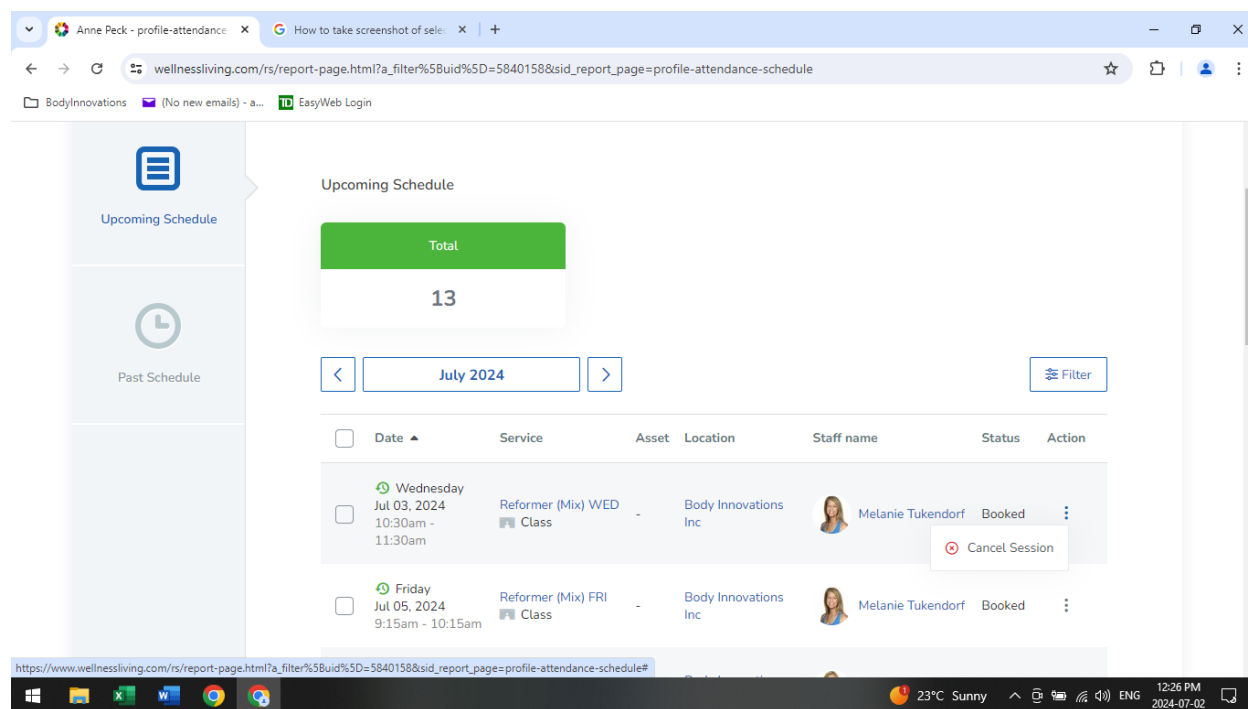 Anne Peck - profile-attendance-
How to take screenshot of selec
wellnessliving.com/rs/report-page.html?a_filter%5Buid%5D=5840158&sid_report_page=profile-attendance-schedule
BodyInnovations
(No new emails) - a...
EasyWeb Login
Upcoming Schedule
Past Schedule
Upcoming Schedule
Total
13
July 2024
Filter
Date
Service
Asset
Location
Staff name
Status
Action
Wednesday
Jul 03, 2024
10:30am -
11:30am
Reformer (Mix) WED
Class
-
Body Innovations
Inc
Melanie Tukendorf
Booked
Cancel Session
Friday
Jul 05, 2024
9:15am - 10:15am
Reformer (Mix) FRI
Class
-
Body Innovations
Inc
Melanie Tukendorf
Booked
https://www.wellnessliving.com/rs/report-page.html?a_filter%5Buid%5D=5840158&sid_report_page=profile-attendance-schedule#
23°C Sunny
ENG
12:26 PM
2024-07-02